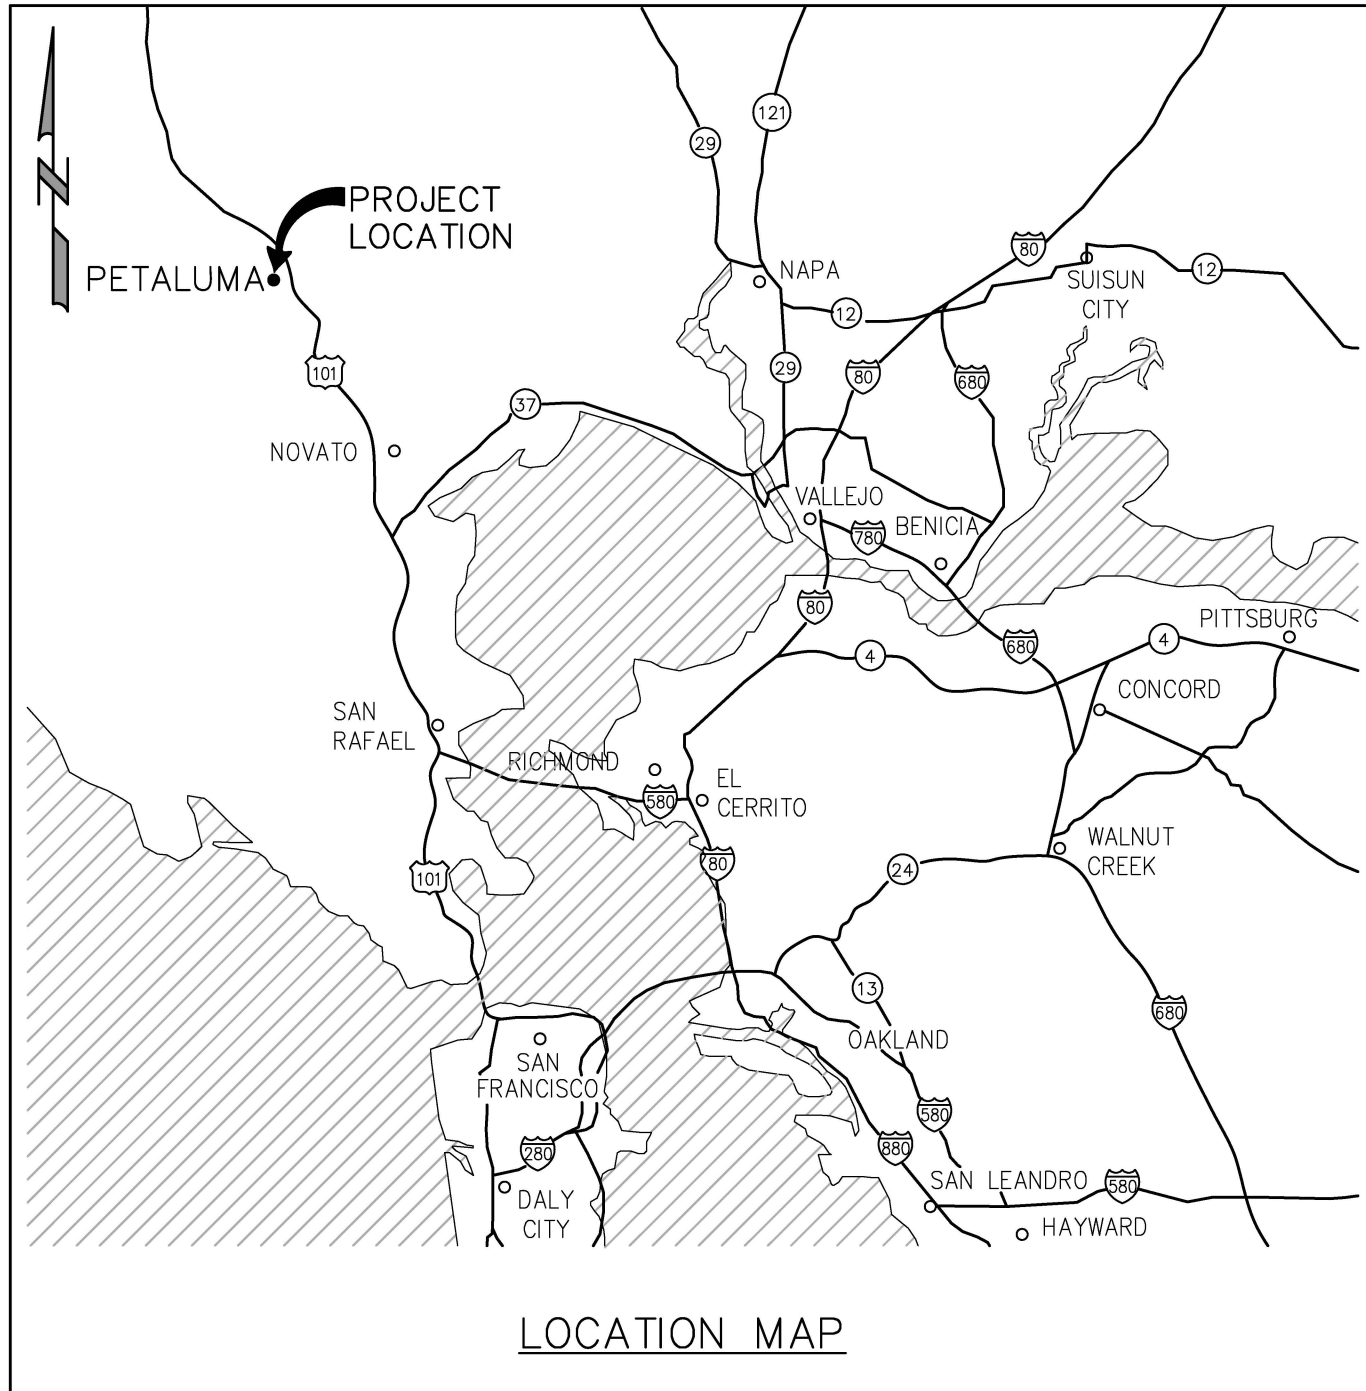 N
121
29
PROJECT
LOCATION
PETALUMA
80
NAPA
SUISUN
CITY
12
12
101
29
80
680
37
NOVATO
VALLEJO
BENICIA
780
80
PITTSBURG
4
680
4
CONCORD
SAN
RAFAEL
RICHMOND
EL
CERRITO
580
WALNUT
CREEK
80
24
101
13
680
OAKLAND
SAN
FRANCISCO
580
280
880
SAN LEANDRO
580
DALY
CITY
HAYWARD
LOCATION MAP